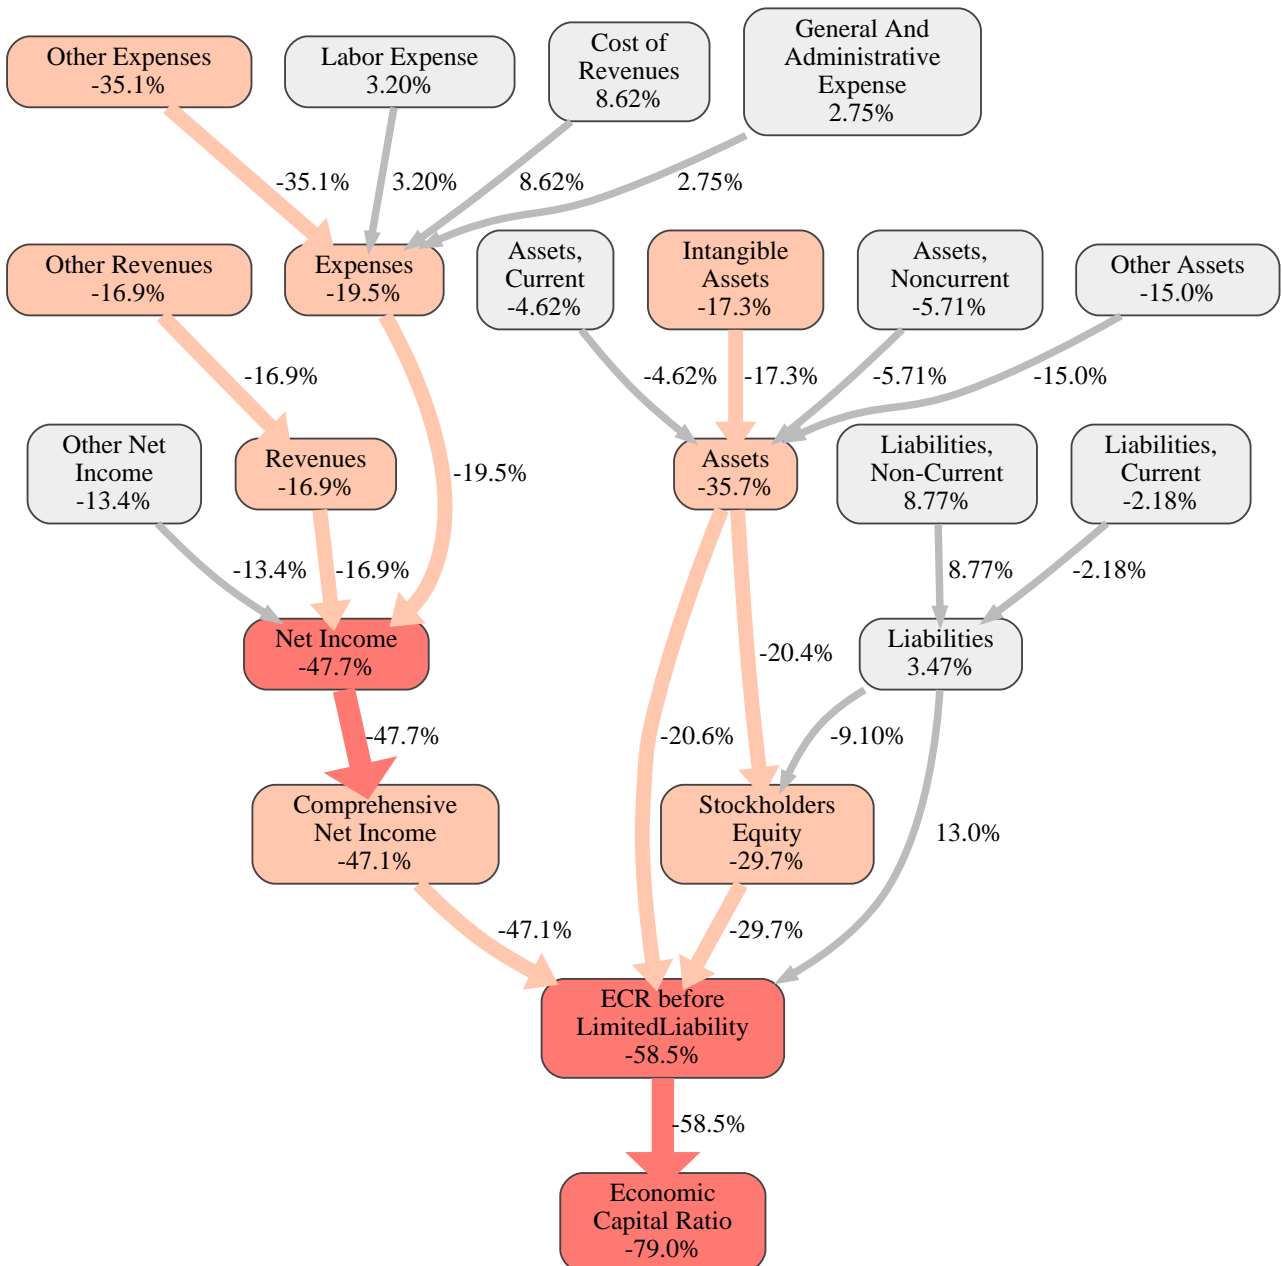 Other Expenses
-35.1%
Labor Expense
3.20%
Cost of
Revenues
8.62%
General And
Administrative
Expense
2.75%
-35.1%
3.20%
8.62%
2.75%
Other Revenues
-16.9%
Expenses
-19.5%
Assets,
Current
-4.62%
Intangible
Assets
-17.3%
Assets,
Noncurrent
-5.71%
Other Assets
-15.0%
-16.9%
-4.62%
-17.3%
-5.71%
-15.0%
Other Net
Income
-13.4%
Revenues
-16.9%
-19.5%
Assets
-35.7%
Liabilities,
Non-Current
8.77%
Liabilities,
Current
-2.18%
-13.4%
-16.9%
8.77%
-2.18%
Net Income
-47.7%
-20.4%
Liabilities
3.47%
-47.7%
-20.6%
-9.10%
Comprehensive
Net Income
-47.1%
Stockholders
Equity
-29.7%
13.0%
-47.1%
-29.7%
ECR before
LimitedLiability
-58.5%
-58.5%
Economic
Capital Ratio
-79.0%